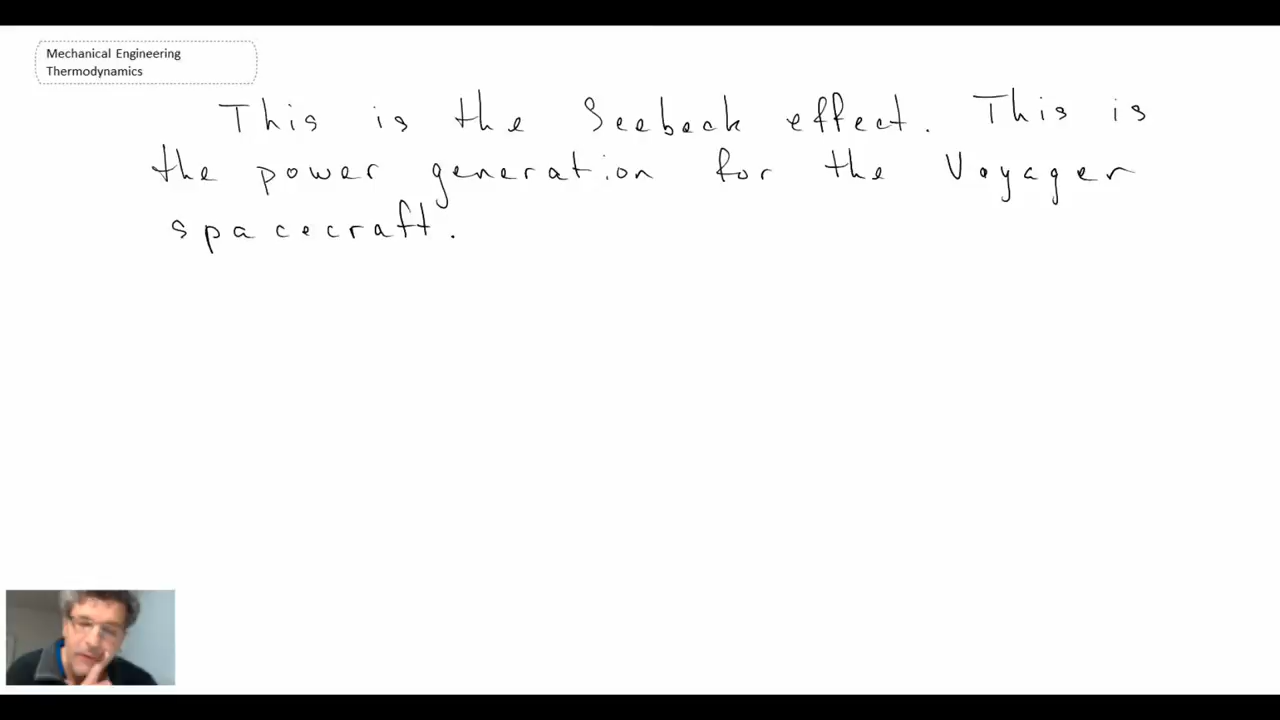 Mechanical Engineering
Thermodynamics
This is the Seebeck effect. This is
the power generation for the Voyager
spacecraft.